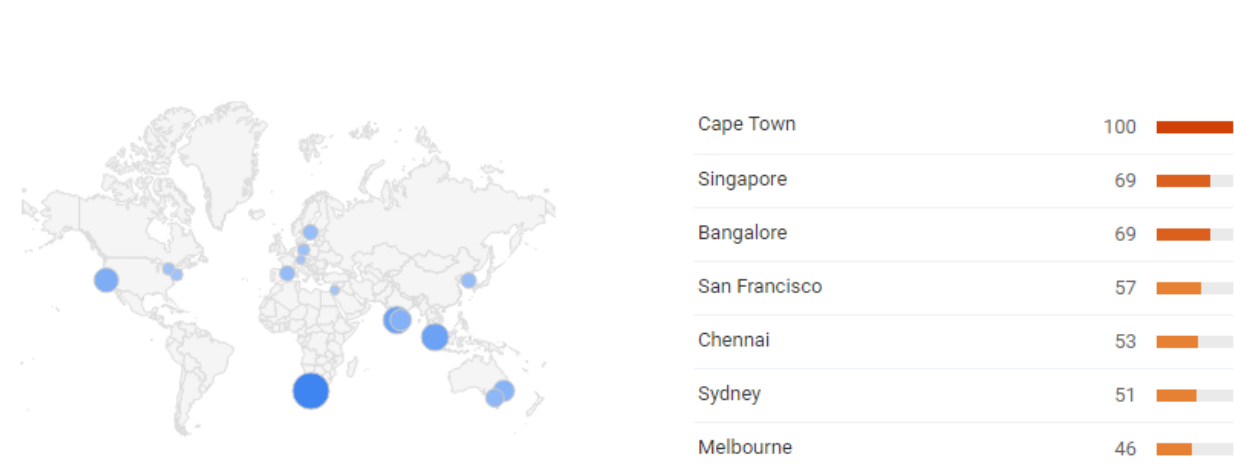 Cape Town 100
Singapore 69
Bangalore 69
San Francisco 57
Chennai 53
Sydney 51
Melbourne 46